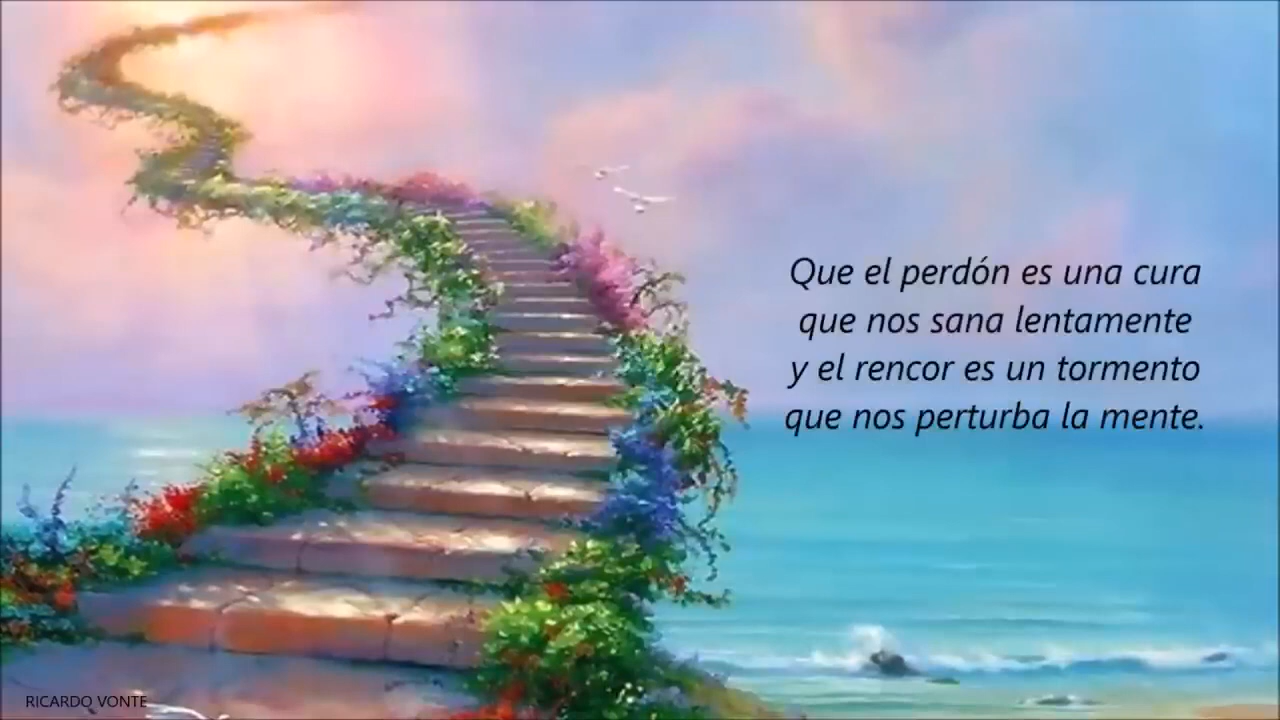 Que el perdón es una cura
que nos sana lentamente
y el rencor es un tormento
que nos perturba la mente.
RICARDO VONTE